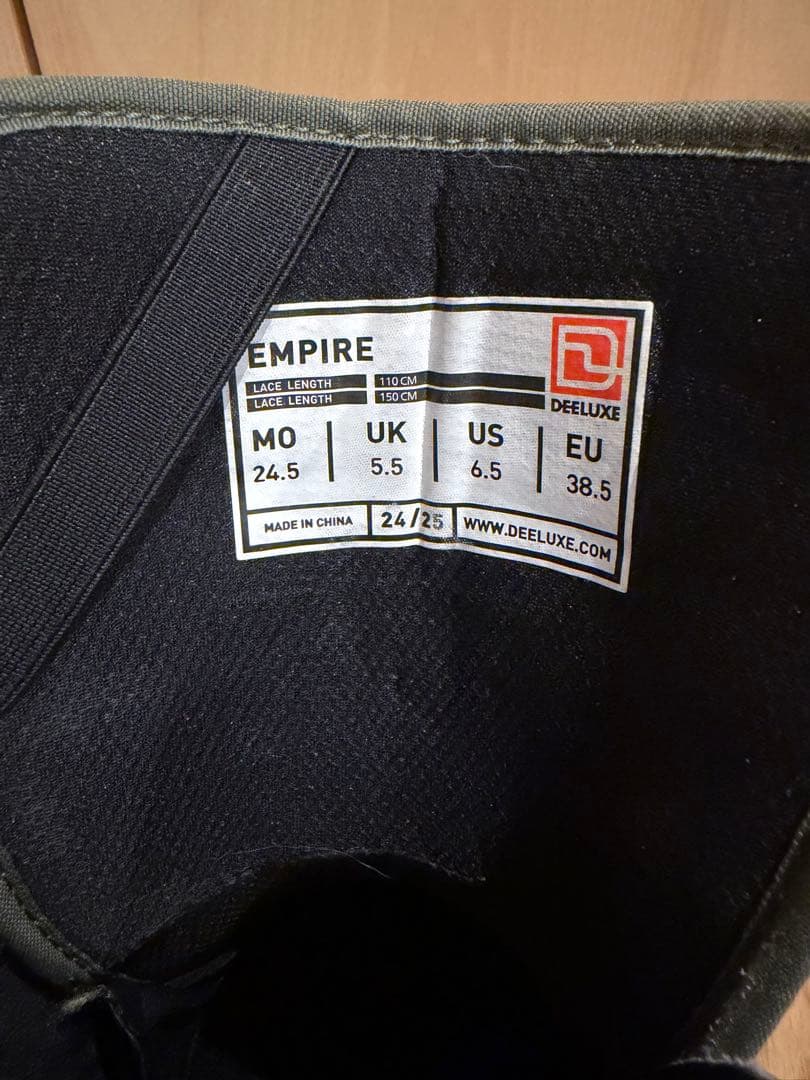 EMPIRE
LACE LENGTH 110 CM
LACE LENGTH 150 CM
DEELUXE
MO UK US EU
24.5 5.5 6.5 38.5
MADE IN CHINA 24/25 WWW.DEELUXE.COM